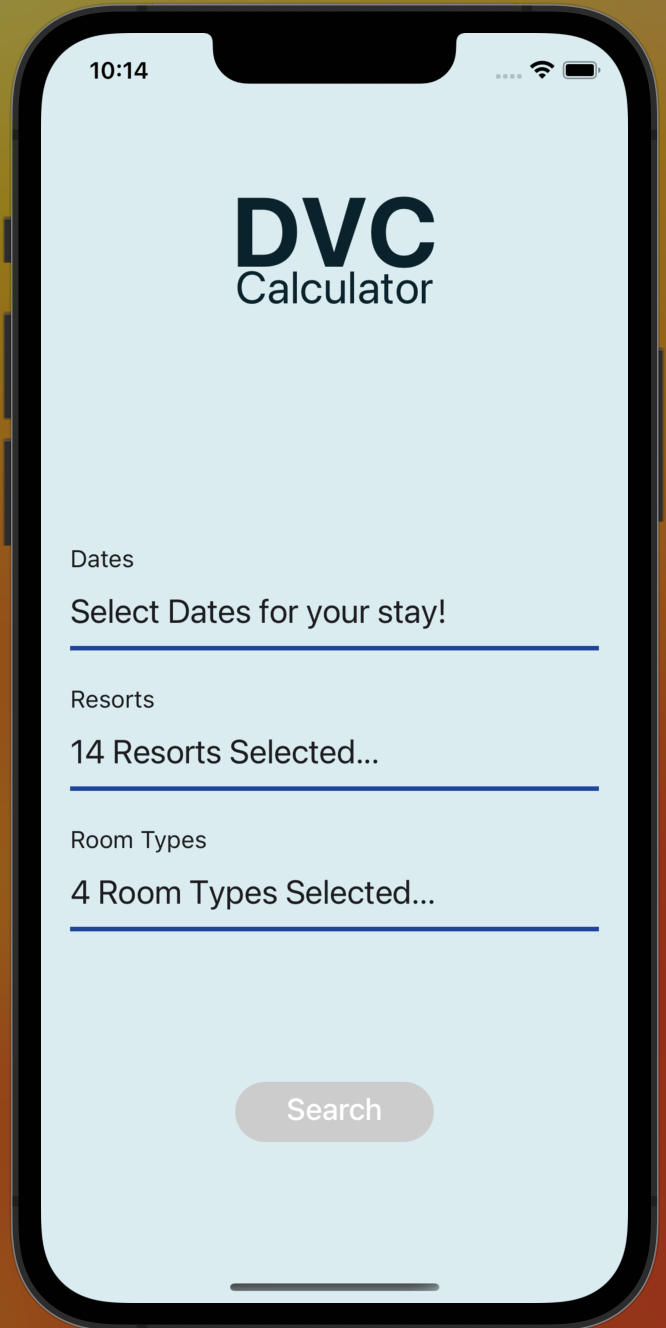 10:14
DVC
Calculator
Dates
Select Dates for your stay!
Resorts
14 Resorts Selected...
Room Types
4 Room Types Selected...
Search